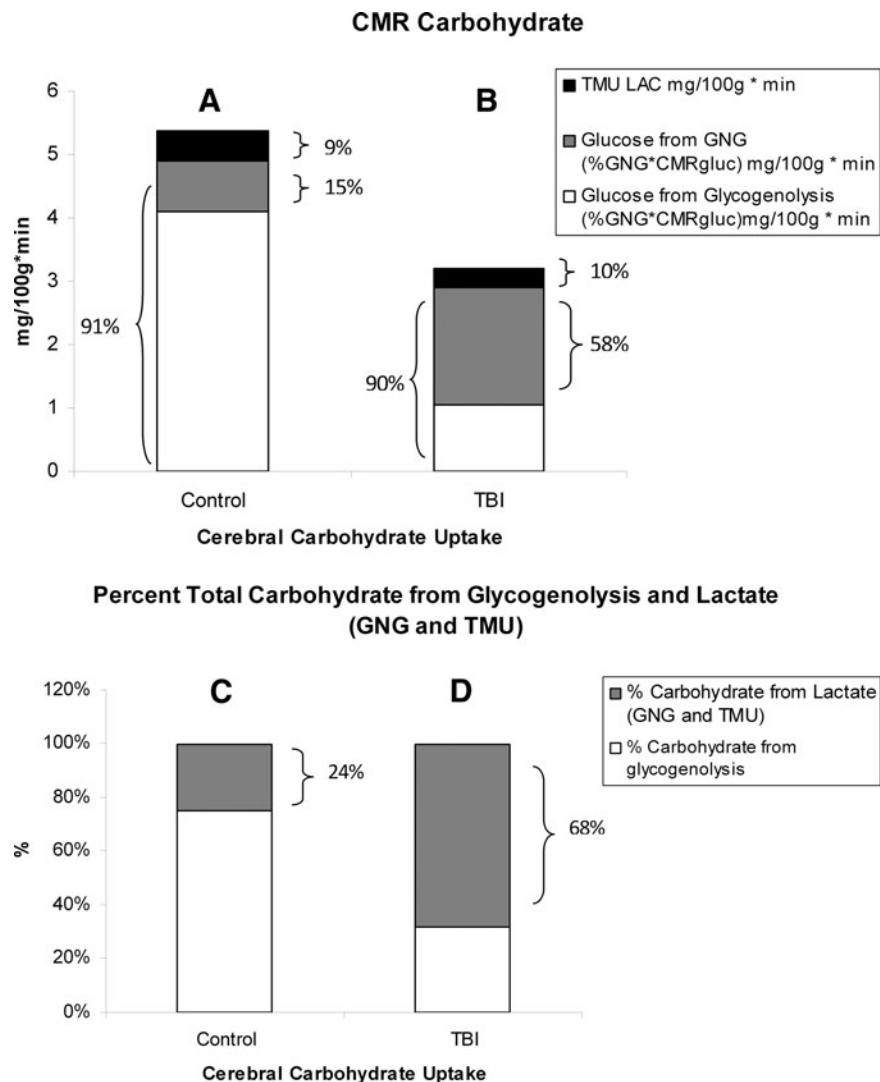 CMR Carbohydrate
6
5
4
3
2
1
0
mg/100g*min
A
B
9%
15%
91%
10%
58%
90%
TMU LAC mg/100g * min
Glucose from GNG
(%GNG*CMRgluc) mg/100g * min
Glucose from Glycogenolysis
(%GNG*CMRgluc)mg/100g * min
Control
TBI
Cerebral Carbohydrate Uptake
Percent Total Carbohydrate from Glycogenolysis and Lactate
(GNG and TMU)
120%
100%
80%
60%
40%
20%
0%
%
C
D
24%
68%
% Carbohydrate from Lactate
(GNG and TMU)
% Carbohydrate from
glycogenolysis
Control
TBI
Cerebral Carbohydrate Uptake